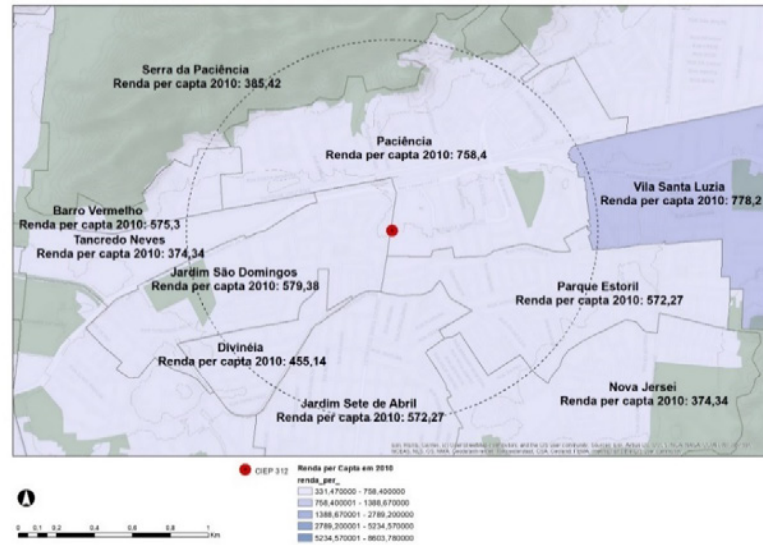 Serra da Paciência
Renda per capta 2010: 385,42
Paciência
Renda per capta 2010: 758,4
Vila Santa Luzia
Renda per capta 2010: 778,2
Barro Vermelho
Renda per capta 2010: 575,3
Tancredo Neves
Renda per capta 2010: 374,34
Jardim São Domingos
Renda per capta 2010: 579,38
Parque Estoril
Renda per capta 2010: 572,27
Divinéia
Renda per capta 2010: 455,14
Nova Jersei
Renda per capta 2010: 374,34
Jardim Sete de Abril
Renda per capta 2010: 572,27
CIEP 312
Renda per Capta em 2010
renda_per_
331,470000 - 758,400000
758,400001 - 1388,670000
1388,670001 - 2789,200000
2789,200001 - 5234,570000
5234,570001 - 8603,780000
0 0,1 0,2 0,4 0,6 0,8 1
Km